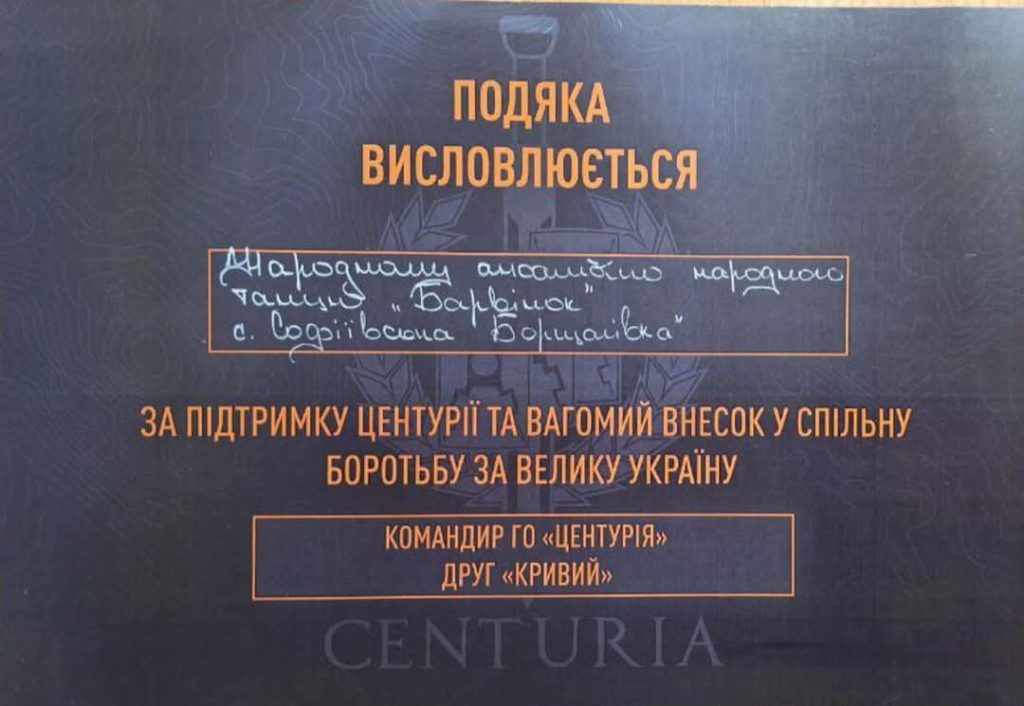 ПОДЯКА
ВИСЛОВЛЮЄТЬСЯ
Народному ансамблю народного
танцю „Барвінок"
с. Софіївська Борщагівка"
ЗА ПІДТРИМКУ ЦЕНТУРІЇ ТА ВАГОМИЙ ВНЕСОК У СПІЛЬНУ
БОРОТЬБУ ЗА ВЕЛИКУ УКРАЇНУ
КОМАНДИР ГО «ЦЕНТУРІЯ»
ДРУГ «КРИВИЙ»
CENTURIA